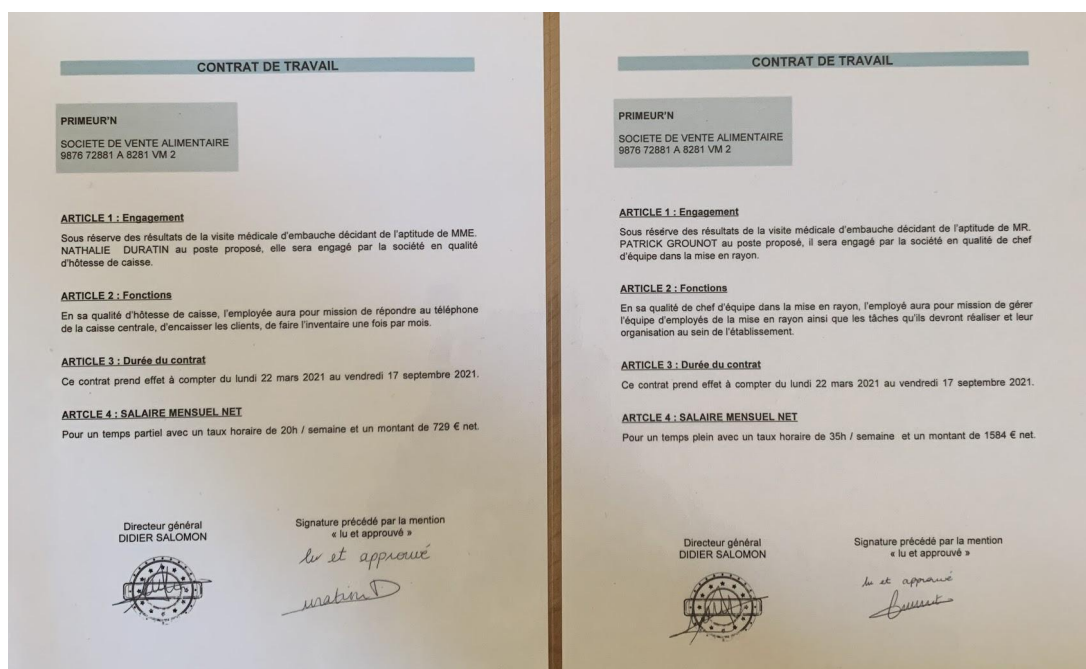 CONTRAT DE TRAVAIL
PRIMEUR'N
SOCIETE DE VENTE ALIMENTAIRE
9876 72881 A 8281 VM 2
ARTICLE 1 : Engagement
Sous réserve des résultats de la visite médicale d'embauche décidant de l'aptitude de MME.
NATHALIE DURATIN au poste proposé, elle sera engagé par la société en qualité
d'hôtesse de caisse.
ARTICLE 2 : Fonctions
En sa qualité d'hôtesse de caisse, l'employée aura pour mission de répondre au téléphone
de la caisse centrale, d'encaisser les clients, de faire l'inventaire une fois par mois.
ARTICLE 3 : Durée du contrat
Ce contrat prend effet à compter du lundi 22 mars 2021 au vendredi 17 septembre 2021.
ARTCLE 4 : SALAIRE MENSUEL NET
Pour un temps partiel avec un taux horaire de 20h / semaine et un montant de 729 € net.
Directeur général
DIDIER SALOMON
Signature précédé par la mention
« lu et approuvé »
lu et approuvé
CONTRAT DE TRAVAIL
PRIMEUR'N
SOCIETE DE VENTE ALIMENTAIRE
9876 72881 A 8281 VM 2
ARTICLE 1 : Engagement
Sous réserve des résultats de la visite médicale d'embauche décidant de l'aptitude de MR.
PATRICK GROUNOT au poste proposé, il sera engagé par la société en qualité de chef
d'équipe dans la mise en rayon.
ARTICLE 2 : Fonctions
En sa qualité de chef d'équipe dans la mise en rayon, l'employé aura pour mission de gérer
l'équipe d'employés de la mise en rayon ainsi que les tâches qu'ils devront réaliser et leur
organisation au sein de l'établissement.
ARTICLE 3 : Durée du contrat
Ce contrat prend effet à compter du lundi 22 mars 2021 au vendredi 17 septembre 2021.
ARTCLE 4 : SALAIRE MENSUEL NET
Pour un temps plein avec un taux horaire de 35h / semaine et un montant de 1584 € net.
Directeur général
DIDIER SALOMON
Signature précédé par la mention
« lu et approuvé »
lu et approuvé